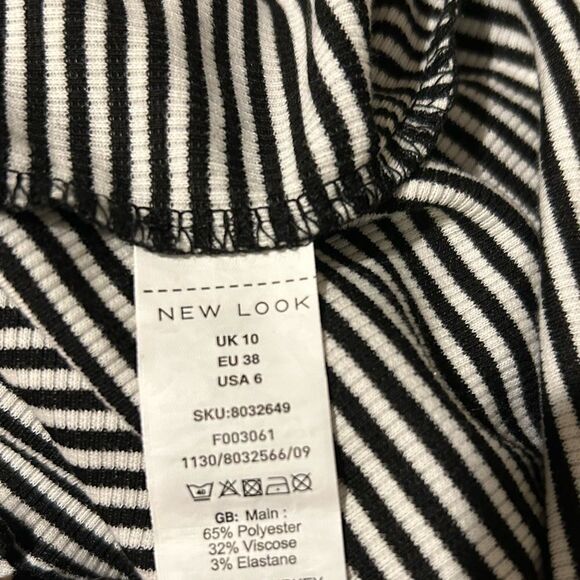 NEW LOOK
UK 10
EU 38
USA 6
SKU:8032649
F003061
1130/8032566/09
40
GB: Main :
65% Polyester
32% Viscose
3% Elastane